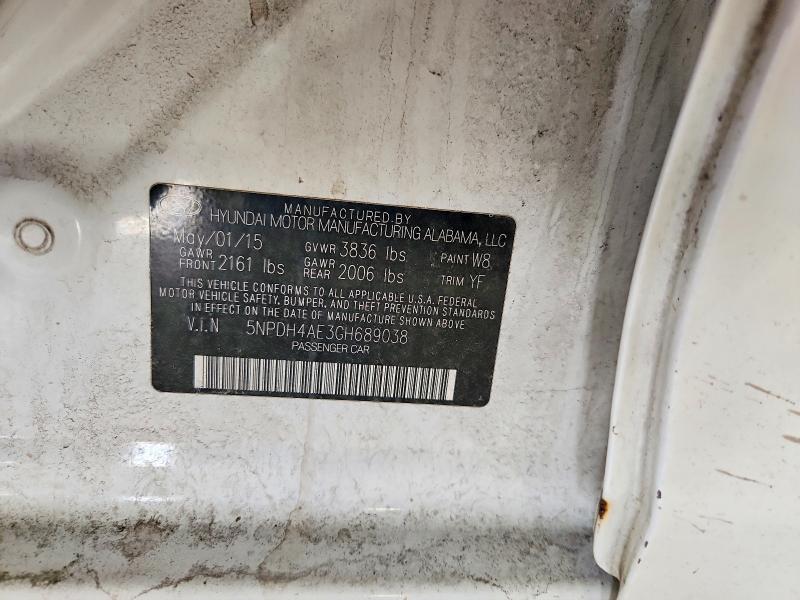 MANUFACTURED BY
HYUNDAI MOTOR MANUFACTURING ALABAMA, LLC
May/01/15 GVWR 3836 lbs PAINT W8
GAWR FRONT 2161 lbs GAWR REAR 2006 lbs TRIM YF
THIS VEHICLE CONFORMS TO ALL APPLICABLE U.S.A. FEDERAL
MOTOR VEHICLE SAFETY, BUMPER, AND THEFT PREVENTION STANDARDS
IN EFFECT ON THE DATE OF MANUFACTURE SHOWN ABOVE
V.I.N 5NPDH4AE3GH689038
PASSENGER CAR